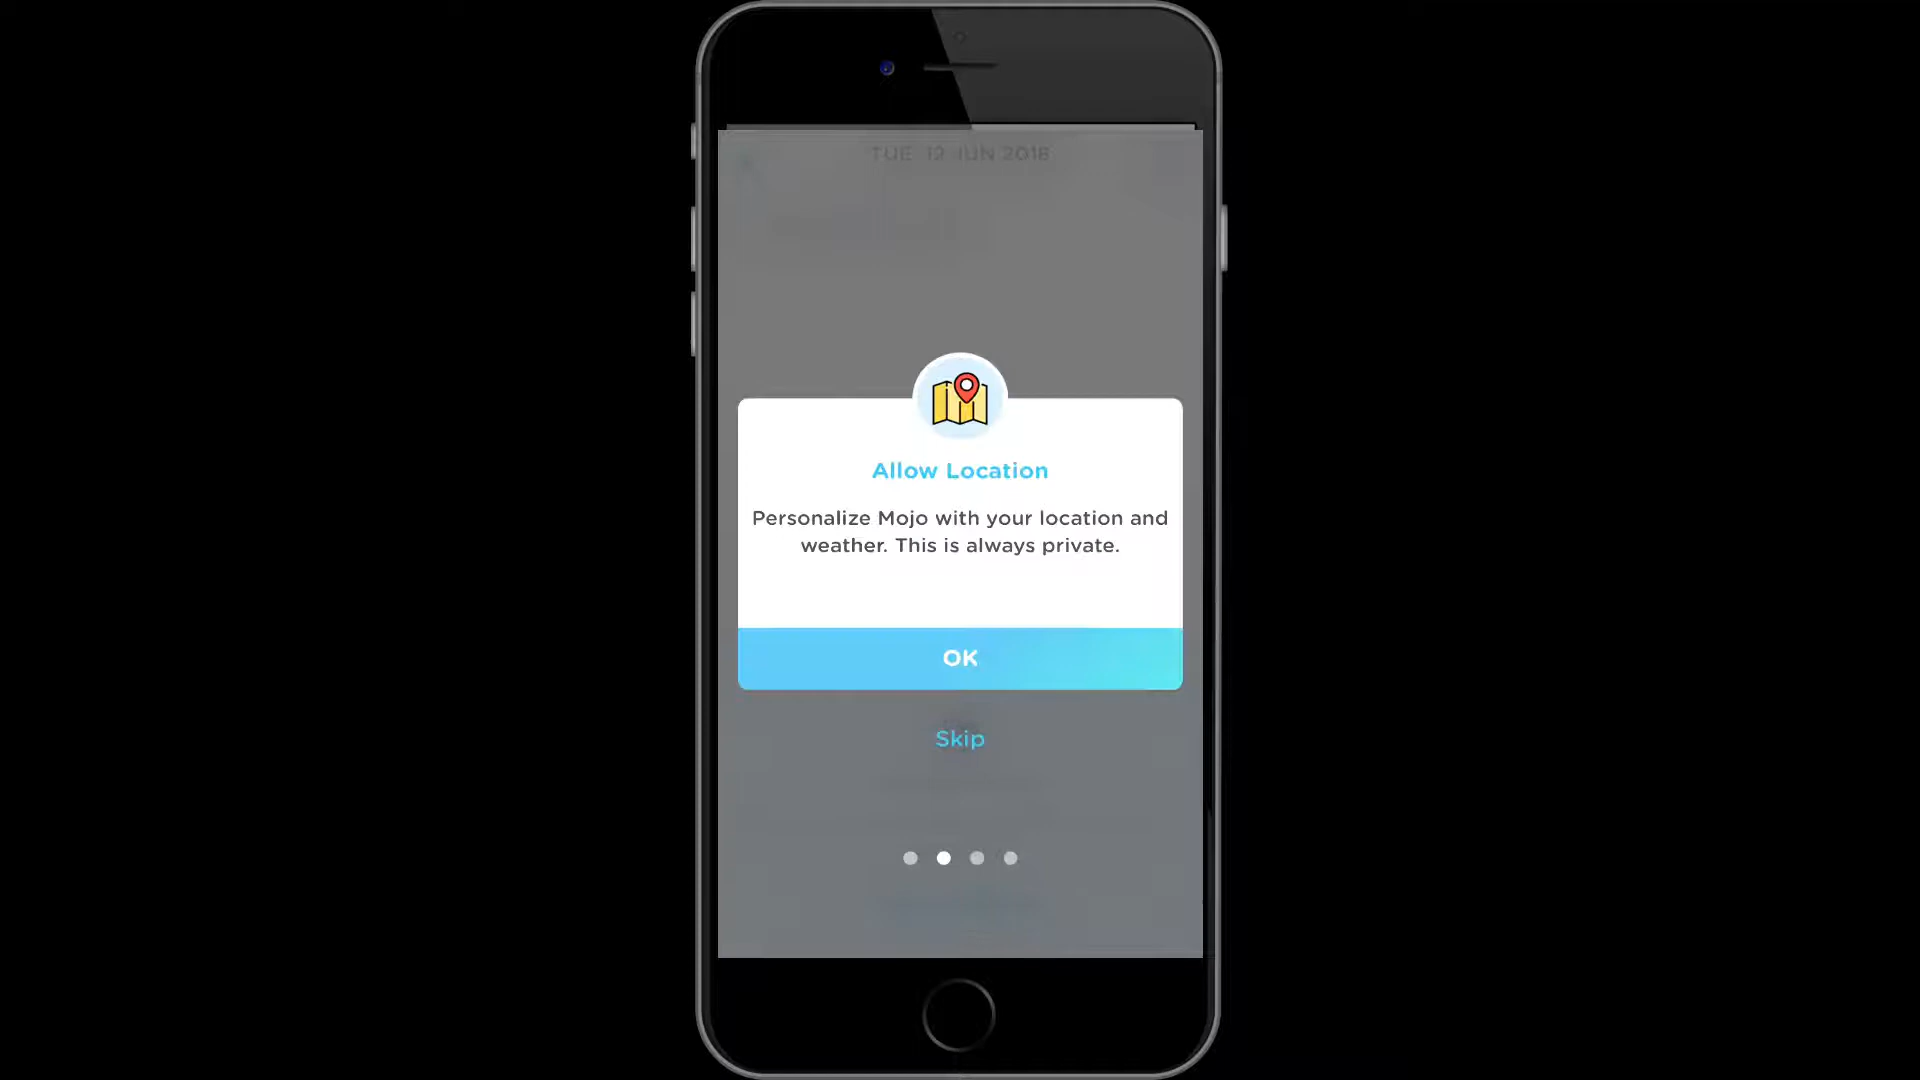 TUE 12 JUN 2018
Allow Location
Personalize Mojo with your location and
weather. This is always private.
OK
Skip